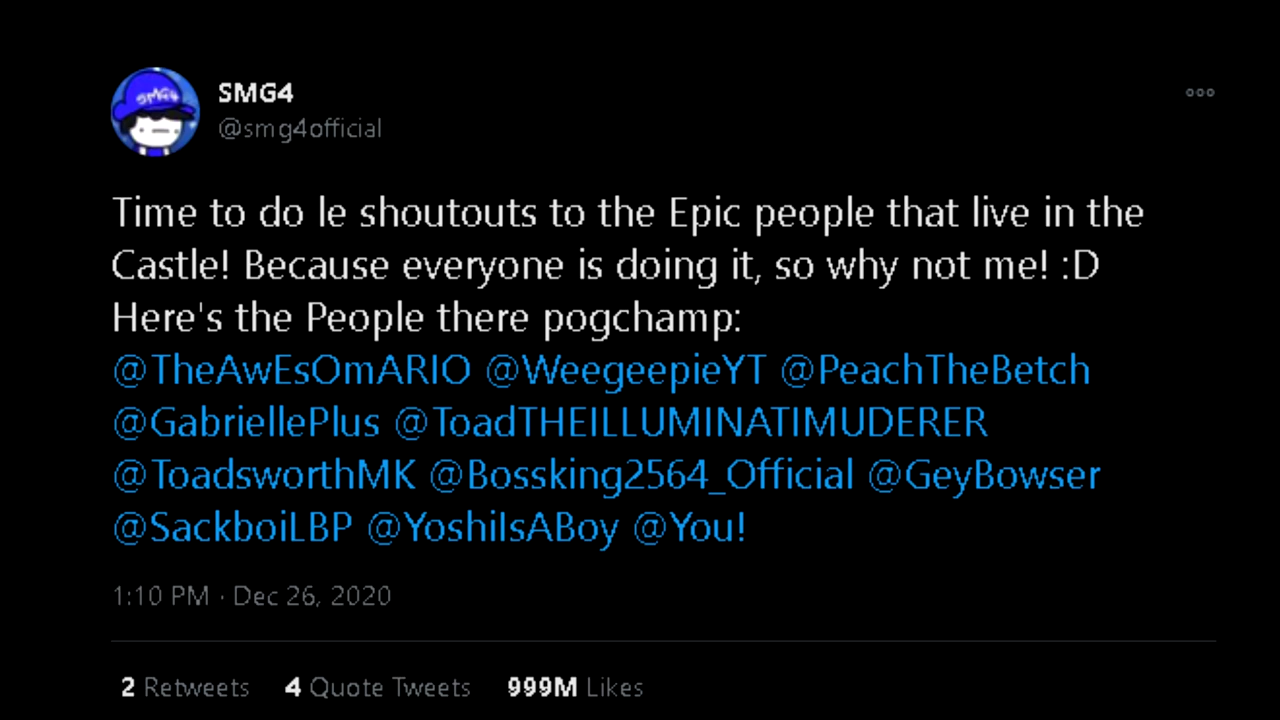 SMG4
SMG4
@smg4official
Time to do le shoutouts to the Epic people that live in the
Castle! Because everyone is doing it, so why not me! :D
Here's the People there pogchamp:
@TheAwEsOmARIO @WeegeepieYT @PeachTheBetch
@GabriellePlus @ToadTHEILLUMINATIMUDERER
@ToadsworthMK @Bossking2564_Official @GeyBowser
@SackboiLBP @YoshiIsABoy @You!
1:10 PM · Dec 26, 2020
2 Retweets 4 Quote Tweets 999M Likes